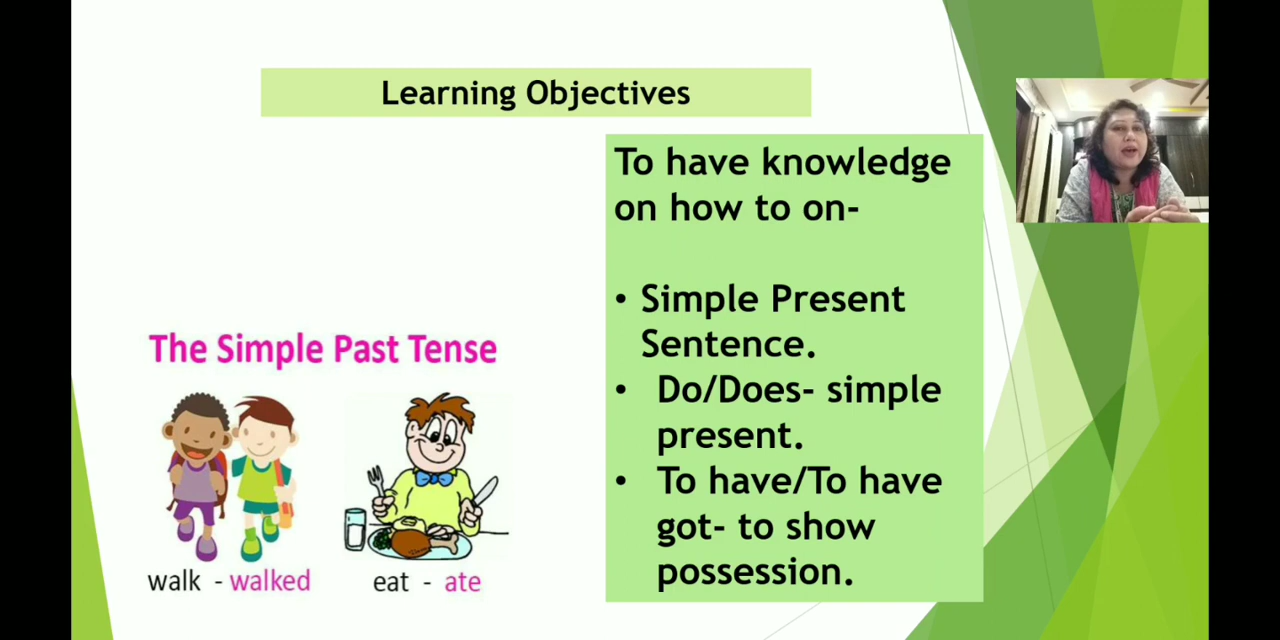 Learning Objectives
To have knowledge
on how to on-
• Simple Present
Sentence.
• Do/Does- simple
present.
• To have/To have
got- to show
possession.
The Simple Past Tense
walk - walked
eat - ate